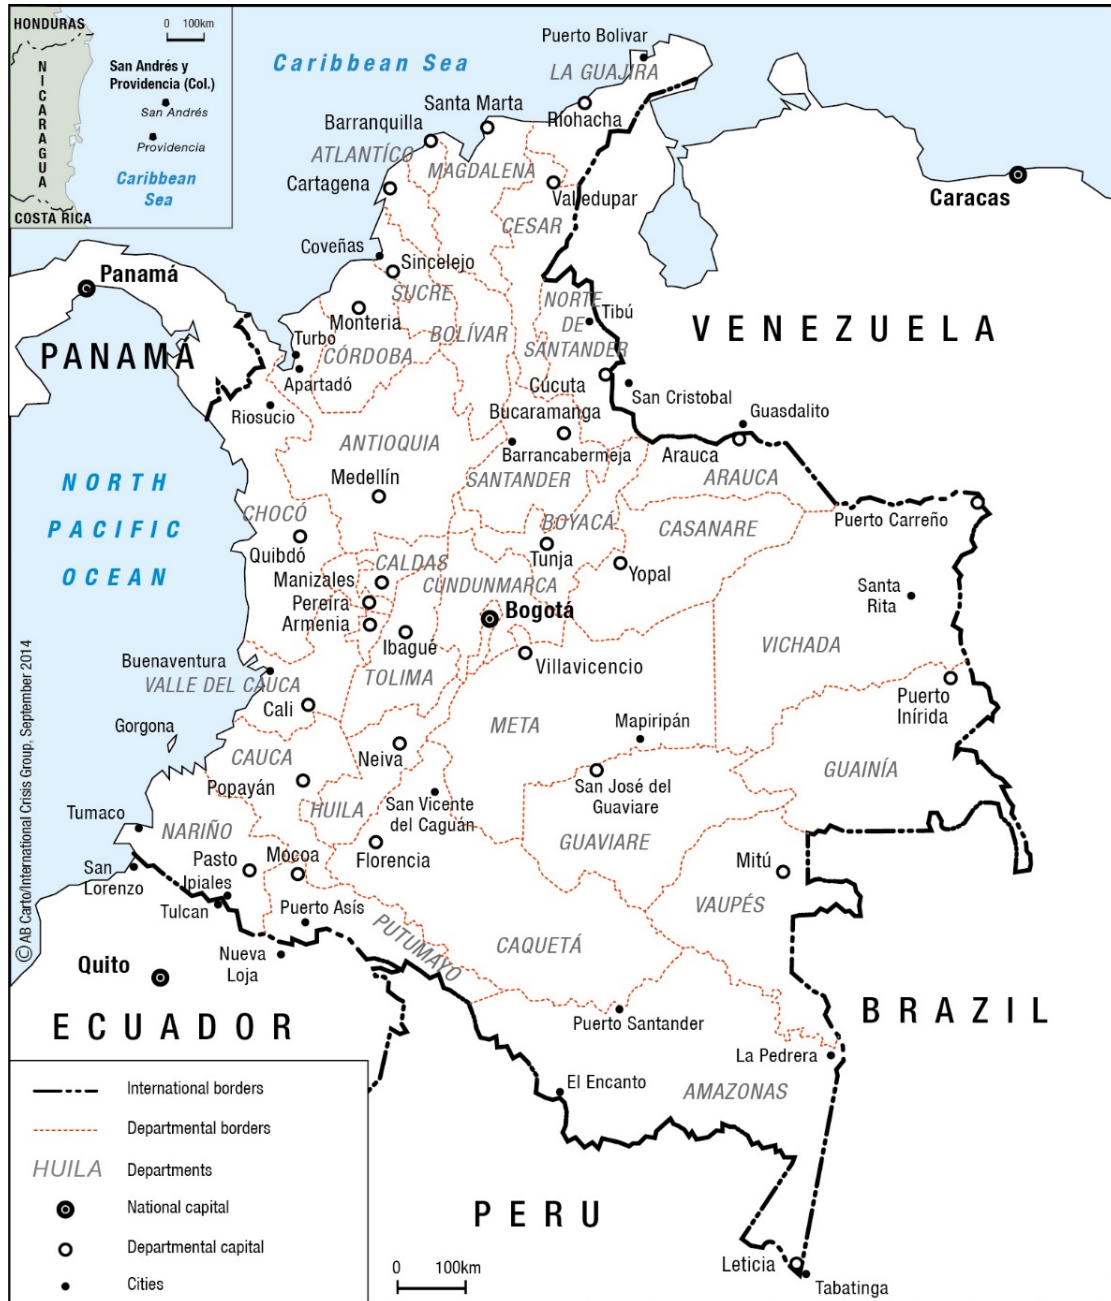 HONDURAS
0 100km
NICARAGUA
San Andrés y
Providencia (Col.)
San Andrés
Providencia
Caribbean
Sea
COSTA RICA
Caribbean Sea
Puerto Bolivar
LA GUAJIRA
Santa Marta
Ríohacha
Barranquilla
ATLANTÍCO
MAGDALENA
Cartagena
Valledupar
Caracas
CESAR
Coveñas
Sincelejo
Panamá
SUCRE
NORTE
DE
SANTANDER
Tibú
Monteria
BOLÍVAR
VENEZUELA
PANAMÁ
Turbo
CÓRDOBA
Apartadó
Cúcuta
San Cristobal
Riosucio
Bucaramanga
Guasdalito
ANTIOQUIA
Barrancabermeja
Arauca
Medellín
SANTANDER
ARAUCA
NORTH
PACIFIC
OCEAN
CHOCÓ
BOYACÁ
CASANARE
Puerto Carreño
Quibdó
Tunja
CALDAS
Yopal
Manizales
CUNDUNMARCA
Santa
Rita
Pereira
Bogotá
Armenia
Ibagué
VICHADA
Buenaventura
Villavicencio
VALLE DEL CAUCA
TOLIMA
Puerto
Inírida
Cali
META
Mapiripán
Gorgona
CAUCA
Neiva
GUAINÍA
Popayán
San José del
Guaviare
HUILA
San Vicente
del Caguán
Tumaco
NARIÑO
GUAVIARE
Florencia
Mocoa
Mitú
San
Lorenzo
Pasto
Ipiales
VAUPÉS
Tulcan
Puerto Asís
PUTUMAYO
CAQUETÁ
Nueva
Loja
Quito
ECUADOR
Puerto Santander
BRAZIL
La Pedrera
El Encanto
AMAZONAS
PERU
Leticia
Tabatinga
0 100km
International borders
Departmental borders
HUILA Departments
National capital
Departmental capital
Cities
© AB Carto/International Crisis Group, September 2014